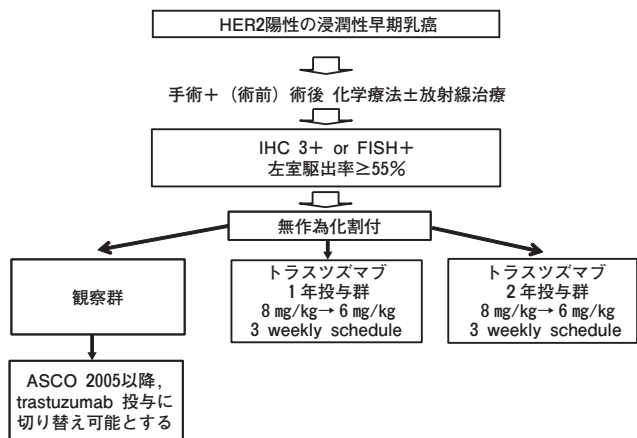 HER2陽性の浸潤性早期乳癌
手術＋（術前）術後 化学療法±放射線治療
IHC 3＋ or FISH＋
左室駆出率≥55％
無作為化割付
観察群
トラスツズマブ
1年投与群
8 mg/kg→ 6 mg/kg
3 weekly schedule
トラスツズマブ
2年投与群
8 mg/kg→ 6 mg/kg
3 weekly schedule
ASCO 2005以降，
trastuzumab 投与に
切り替え可能とする